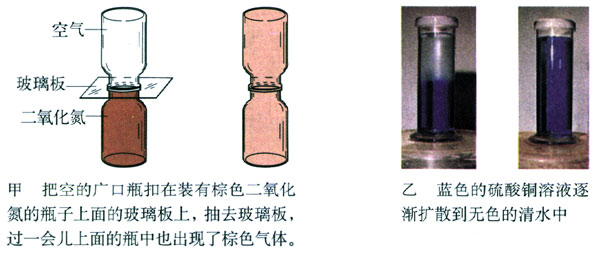 空气
玻璃板
二氧化氮
甲　把空的广口瓶扣在装有棕色二氧化
氮的瓶子上面的玻璃板上，抽去玻璃板，
过一会儿上面的瓶中也出现了棕色气体。
乙　蓝色的硫酸铜溶液逐
渐扩散到无色的清水中